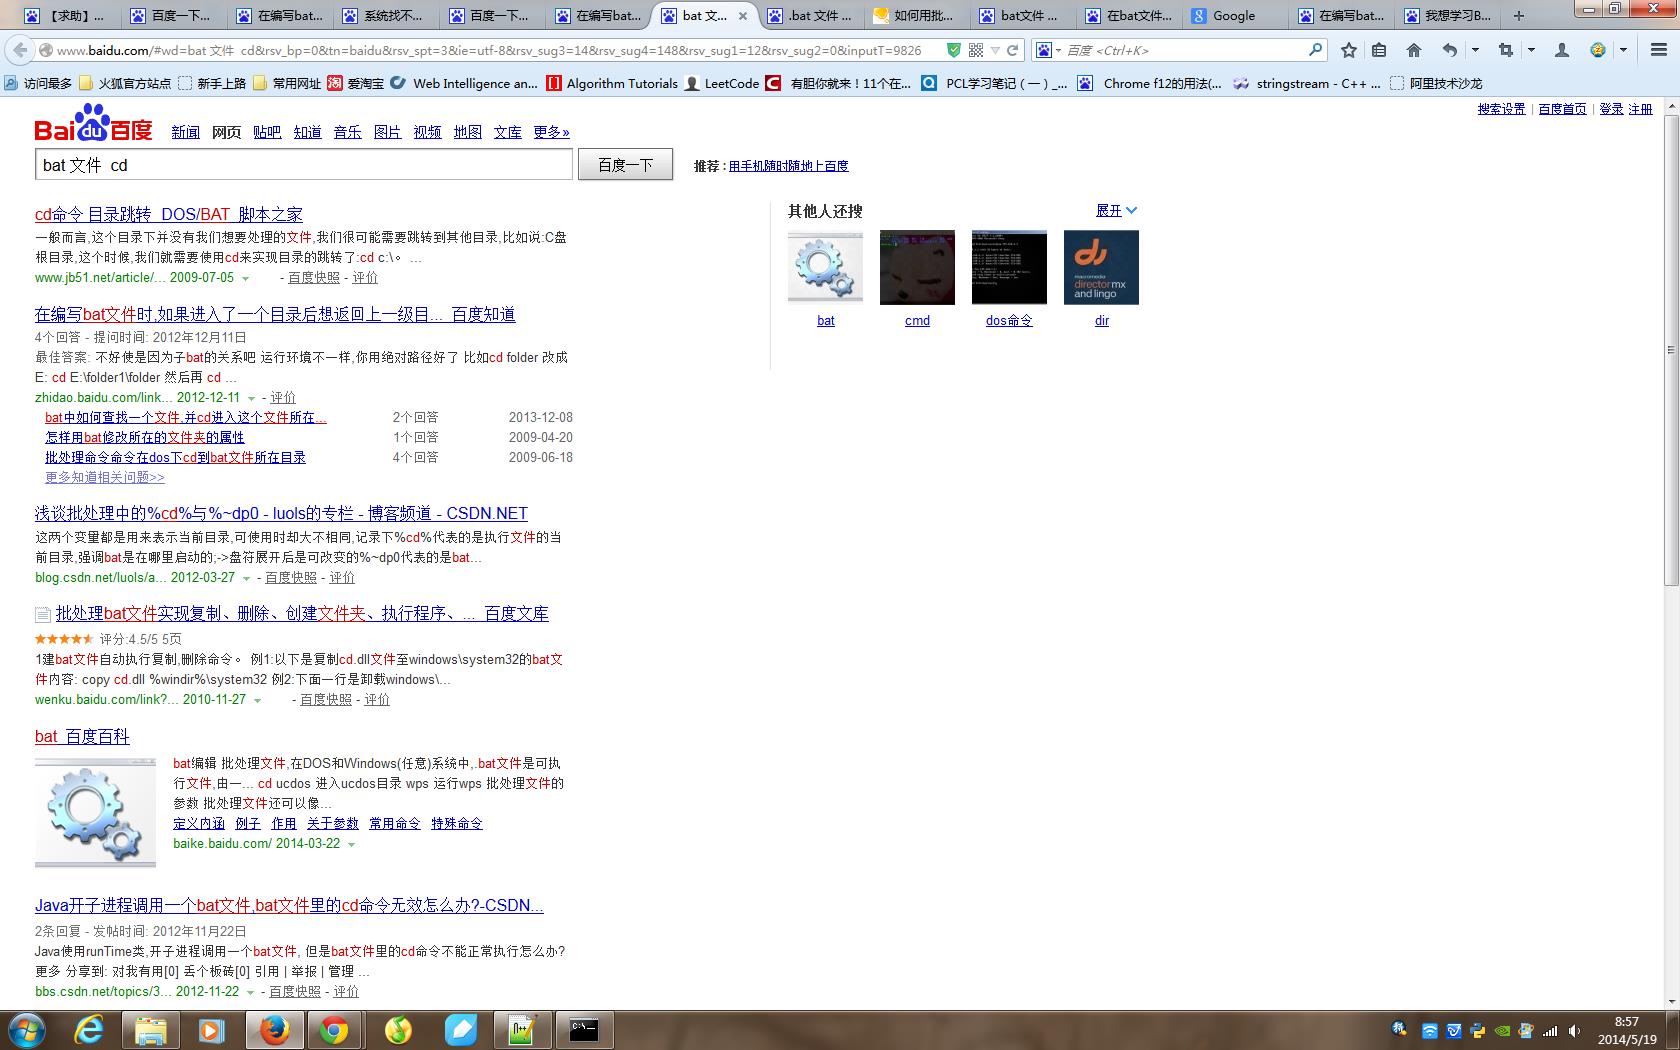 【求助】...
百度一下...
在编写bat...
系统找不...
百度一下...
在编写bat...
bat 文...
.bat 文件 ...
如何用批...
bat文件 ...
在bat文件...
Google
在编写bat...
我想学习B...
www.baidu.com/#wd=bat 文件 cd&rsv_bp=0&tn=baidu&rsv_spt=3&ie=utf-8&rsv_sug3=14&rsv_sug4=148&rsv_sug1=12&rsv_sug2=0&inputT=9826
百度 <Ctrl+K>
访问最多
火狐官方站点
新手上路
常用网址
爱淘宝
Web Intelligence an...
Algorithm Tutorials
LeetCode
有胆你就来！11个在...
PCL学习笔记（一）_...
Chrome f12的用法(...
stringstream - C++ ...
阿里技术沙龙
搜索设置 | 百度首页 | 登录 注册
Bai du 百度
新闻 网页 贴吧 知道 音乐 图片 视频 地图 文库 更多»
bat 文件 cd
百度一下
推荐 : 用手机随时随地上百度
cd命令 目录跳转_DOS/BAT_脚本之家
一般而言,这个目录下并没有我们想要处理的文件,我们很可能需要跳转到其他目录,比如说:C盘
根目录,这个时候,我们就需要使用cd来实现目录的跳转了:cd c:\。 ...
www.jb51.net/article/... 2009-07-05 - 百度快照 - 评价
在编写bat文件时,如果进入了一个目录后想返回上一级目..._百度知道
4个回答 - 提问时间: 2012年12月11日
最佳答案: 不好使是因为子bat的关系吧 运行环境不一样,你用绝对路径好了 比如cd folder 改成
E: cd E:\folder1\folder 然后再 cd ...
zhidao.baidu.com/link... 2012-12-11 - 评价
bat中如何查找一个文件,并cd进入这个文件所在... 2个回答 2013-12-08
怎样用bat修改所在的文件夹的属性 1个回答 2009-04-20
批处理命令命令在dos下cd到bat文件所在目录 4个回答 2009-06-18
更多知道相关问题>>
浅谈批处理中的%cd%与%~dp0 - luols的专栏 - 博客频道 - CSDN.NET
这两个变量都是用来表示当前目录,可使用时却大不相同,记录下%cd%代表的是执行文件的当
前目录,强调bat是在哪里启动的;->盘符展开后是可改变的%~dp0代表的是bat...
blog.csdn.net/luols/a... 2012-03-27 - 百度快照 - 评价
批处理bat文件实现复制、删除、创建文件夹、执行程序、..._百度文库
评分:4.5/5 5页
1建bat文件自动执行复制,删除命令。 例1:以下是复制cd.dll文件至windows\system32的bat文
件内容: copy cd.dll %windir%\system32 例2:下面一行是卸载windows\...
wenku.baidu.com/link?... 2010-11-27 - 百度快照 - 评价
bat_百度百科
bat编辑 批处理文件,在DOS和Windows(任意)系统中,.bat文件是可执
行文件,由一... cd ucdos 进入ucdos目录 wps 运行wps 批处理文件的
参数 批处理文件还可以像...
定义内涵 例子 作用 关于参数 常用命令 特殊命令
baike.baidu.com/ 2014-03-22
Java开子进程调用一个bat文件,bat文件里的cd命令无效怎么办?-CSDN...
2条回复 - 发帖时间: 2012年11月22日
Java使用runTime类,开子进程调用一个bat文件, 但是bat文件里的cd命令不能正常执行怎么办?
更多 分享到: 对我有用[0] 丢个板砖[0] 引用 | 举报 | 管理 ...
bbs.csdn.net/topics/3... 2012-11-22 - 百度快照 - 评价
其他人还搜
展开
macromedia
director mx
and lingo
bat
cmd
dos命令
dir
8:57
2014/5/19